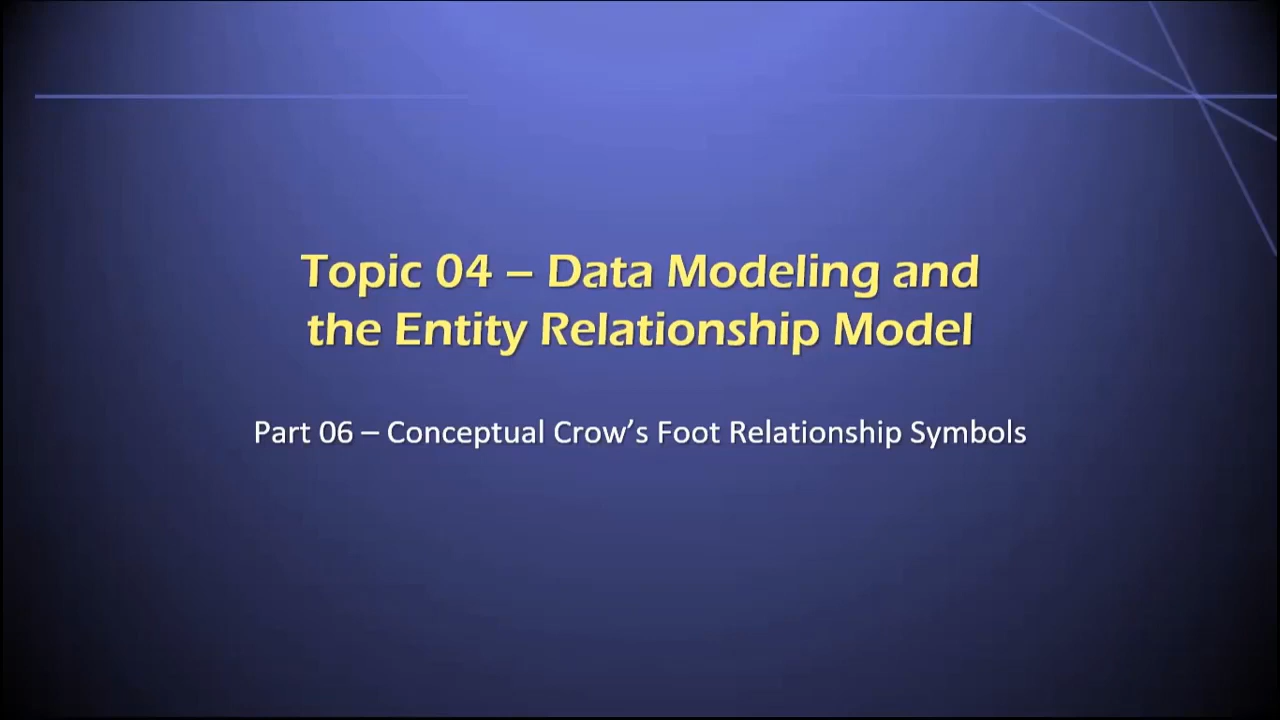 Topic 04 – Data Modeling and
the Entity Relationship Model
Part 06 – Conceptual Crow’s Foot Relationship Symbols